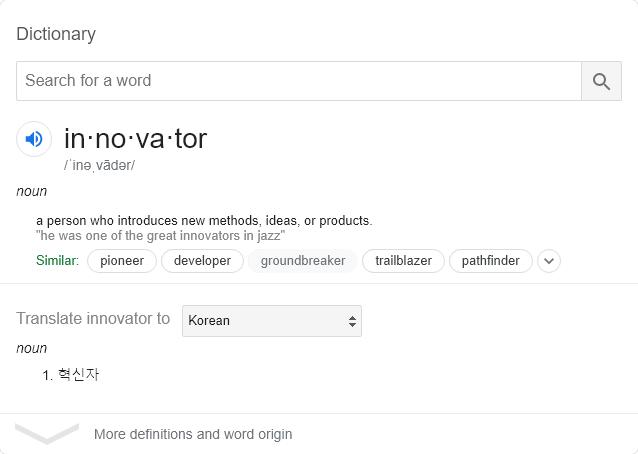 Dictionary
Search for a word
in·no·va·tor
/ˈinəˌvādər/
noun
a person who introduces new methods, ideas, or products.
"he was one of the great innovators in jazz"
Similar: pioneer developer groundbreaker trailblazer pathfinder
Translate innovator to Korean
noun
1. 혁신자
More definitions and word origin